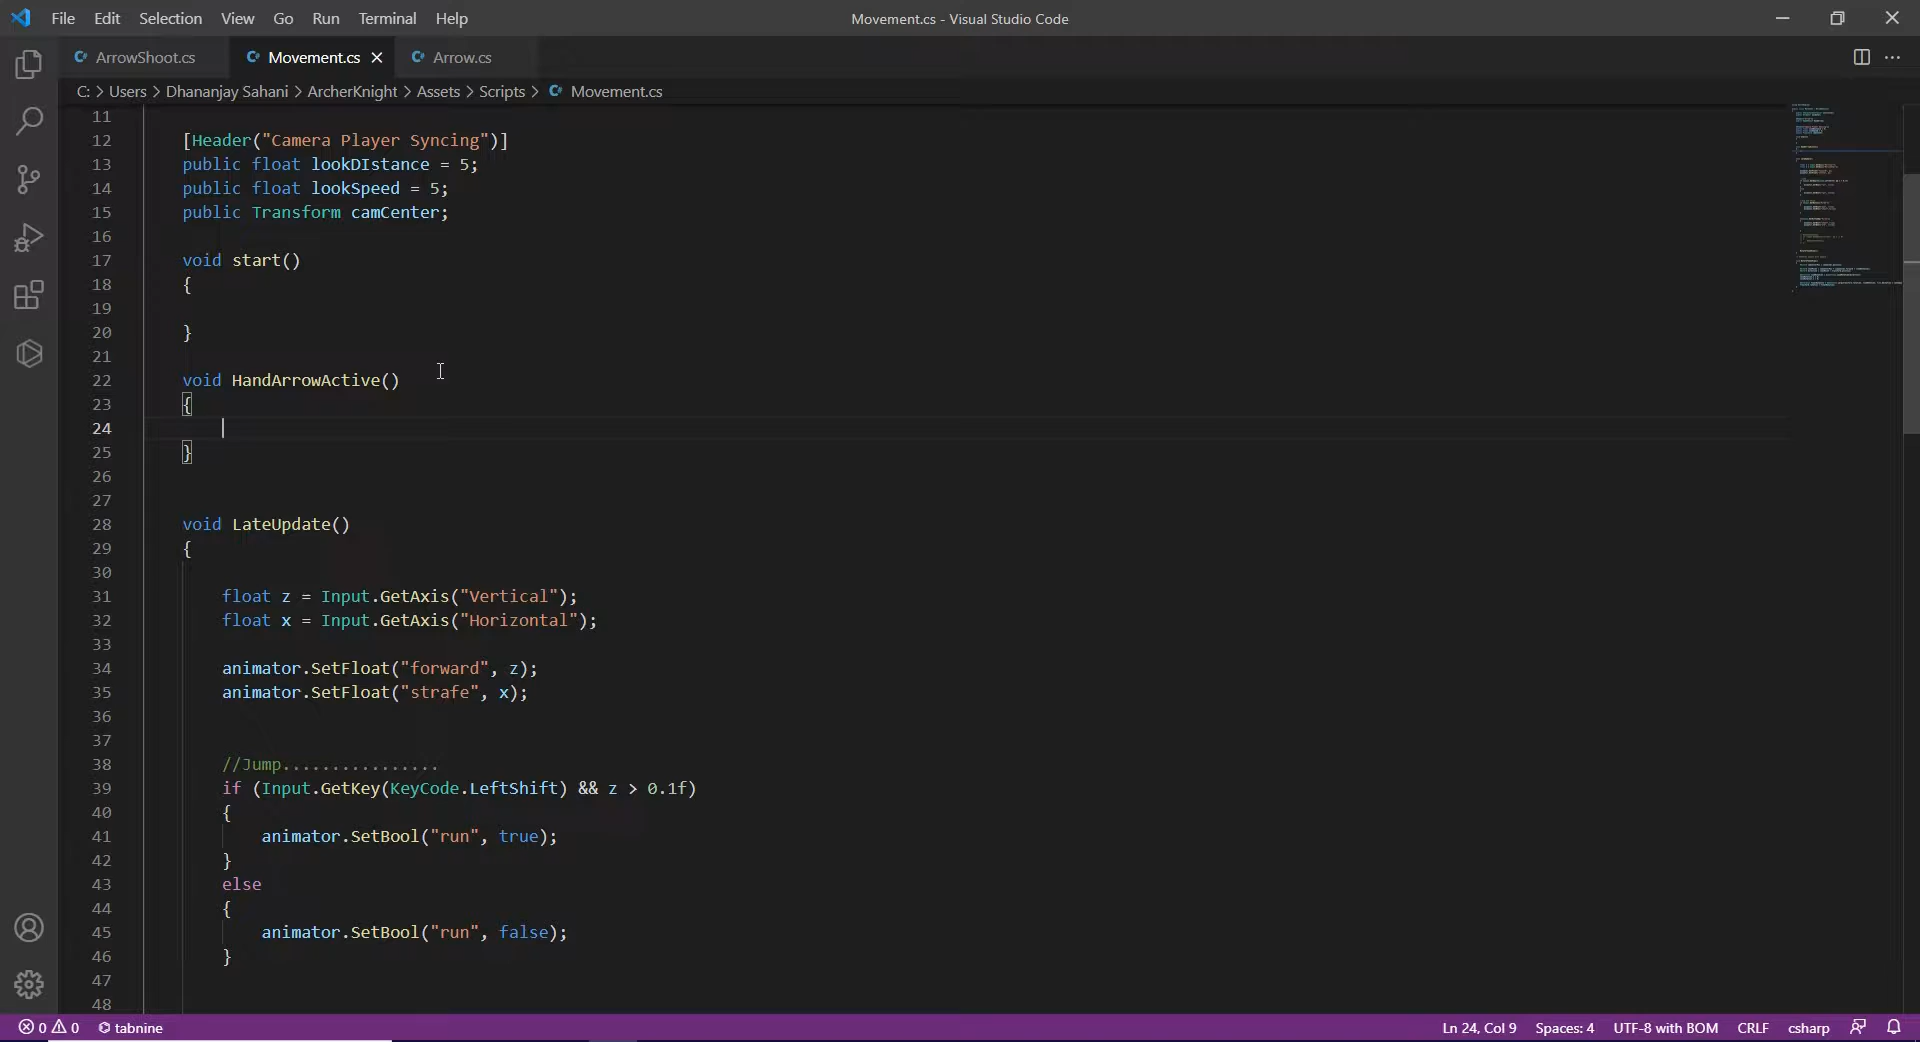 File Edit Selection View Go Run Terminal Help
Movement.cs - Visual Studio Code
ArrowShoot.cs
Movement.cs
Arrow.cs
C: > Users > Dhananjay Sahani > ArcherKnight > Assets > Scripts > Movement.cs
11
12 [Header("Camera Player Syncing")]
13 public float lookDIstance = 5;
14 public float lookSpeed = 5;
15 public Transform camCenter;
16
17 void start()
18 {
19
20 }
21
22 void HandArrowActive()
23 {
24
25 }
26
27
28 void LateUpdate()
29 {
30
31 float z = Input.GetAxis("Vertical");
32 float x = Input.GetAxis("Horizontal");
33
34 animator.SetFloat("forward", z);
35 animator.SetFloat("strafe", x);
36
37
38 //Jump................
39 if (Input.GetKey(KeyCode.LeftShift) && z > 0.1f)
40 {
41 animator.SetBool("run", true);
42 }
43 else
44 {
45 animator.SetBool("run", false);
46 }
47
48
0 0 tabnine
Ln 24, Col 9 Spaces: 4 UTF-8 with BOM CRLF csharp